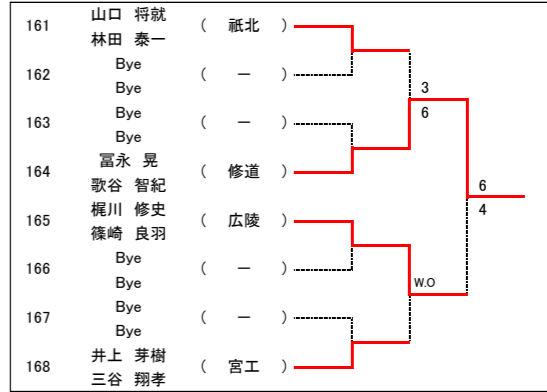 161 山口 将就 林田 泰一 ( 祇北 )
162 Bye Bye ( ー )
163 Bye Bye ( ー )
164 冨永 晃 歌谷 智紀 ( 修道 )
3
6
6
4
165 梶川 修史 篠崎 良羽 ( 広陵 )
166 Bye Bye ( ー )
167 Bye Bye ( ー )
168 井上 芽樹 三谷 翔孝 ( 宮工 )
W.O